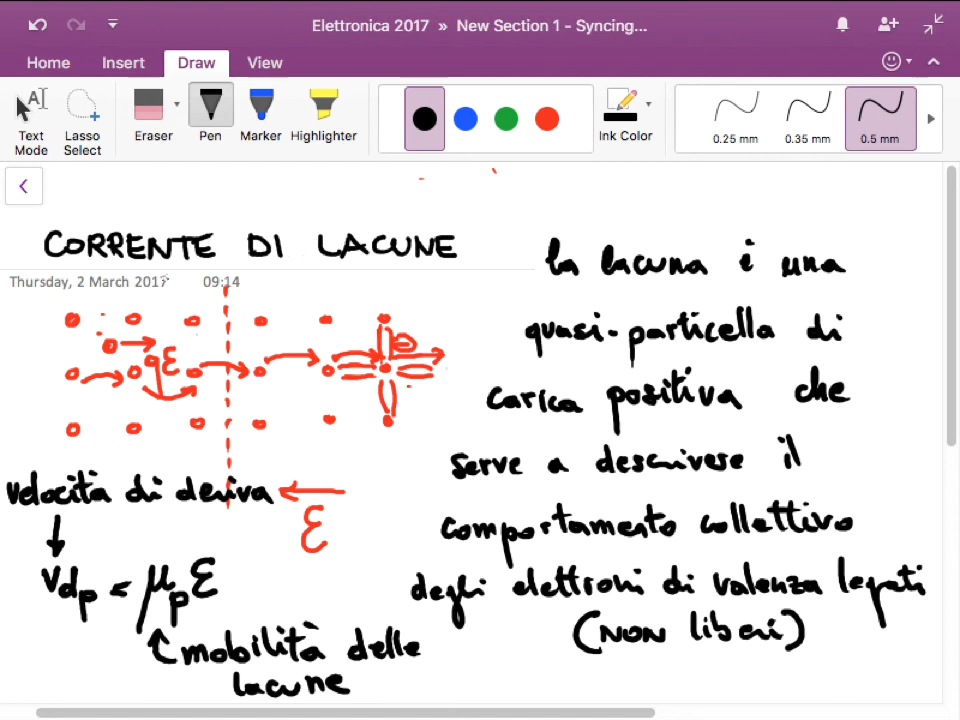 Elettronica 2017 » New Section 1 - Syncing...
Home Insert Draw View
Text Mode
Lasso Select
Eraser
Pen
Marker
Highlighter
Ink Color
0.25 mm
0.35 mm
0.5 mm
CORRENTE DI LACUNE
Thursday, 2 March 2017 09:14
ε
velocità di deriva
ε
vdp = μp ε
mobilità delle
lacune
la lacuna è una
quasi-particella di
carica positiva che
serve a descrivere il
comportamento collettivo
degli elettroni di valenza legati
(NON liberi)